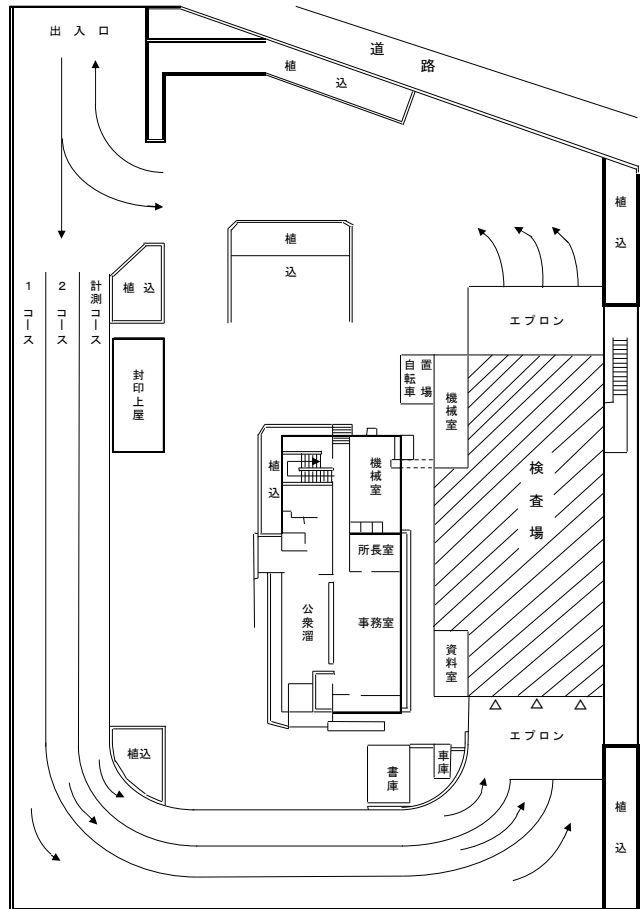 出入口
道路
植込
植込
植込
植込
1コース
2コース
計測コース
エプロン
封印上屋
自転車置場
機械室
植込
機械室
検査場
所長室
公衆溜
事務室
資料室
エプロン
植込
書庫
車庫
植込